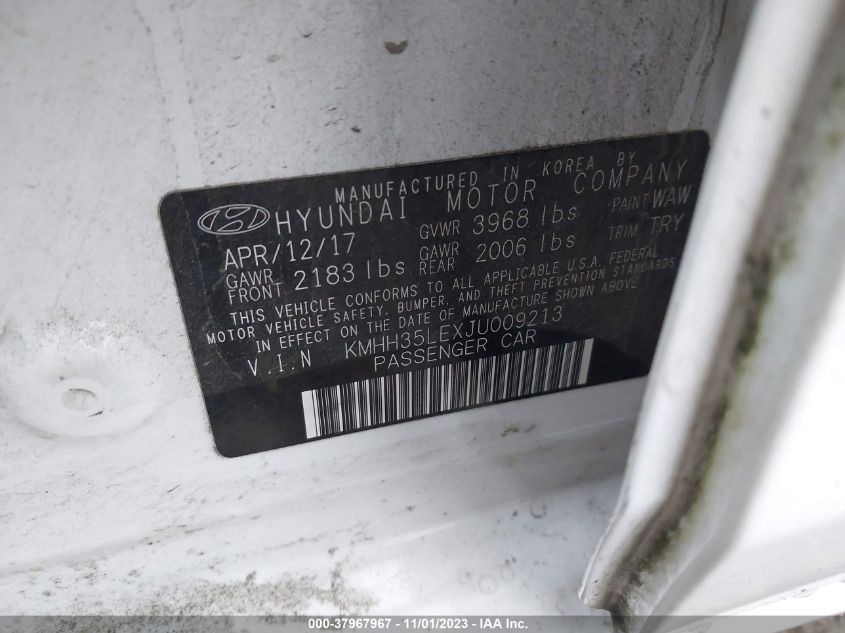 MANUFACTURED IN KOREA BY
HYUNDAI MOTOR COMPANY
APR/12/17 GVWR 3968 lbs PAINT WAW
GAWR FRONT 2183 lbs GAWR REAR 2006 lbs TRIM TRY
THIS VEHICLE CONFORMS TO ALL APPLICABLE U.S.A. FEDERAL
MOTOR VEHICLE SAFETY, BUMPER, AND THEFT PREVENTION STANDARDS
IN EFFECT ON THE DATE OF MANUFACTURE SHOWN ABOVE
V.I.N KMHH35LEXJU009213
PASSENGER CAR
000-37967967 - 11/01/2023 - IAA Inc.